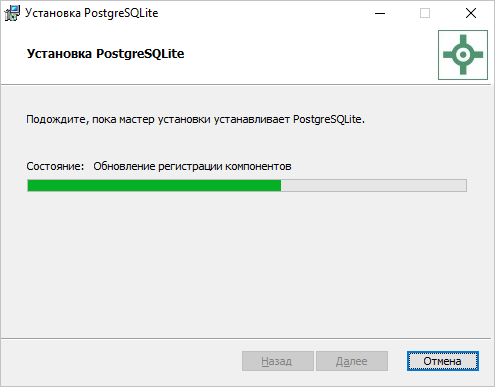 Установка PostgreSQLite
Установка PostgreSQLite
Подождите, пока мастер установки устанавливает PostgreSQLite.
Состояние: Обновление регистрации компонентов
Назад Далее Отмена